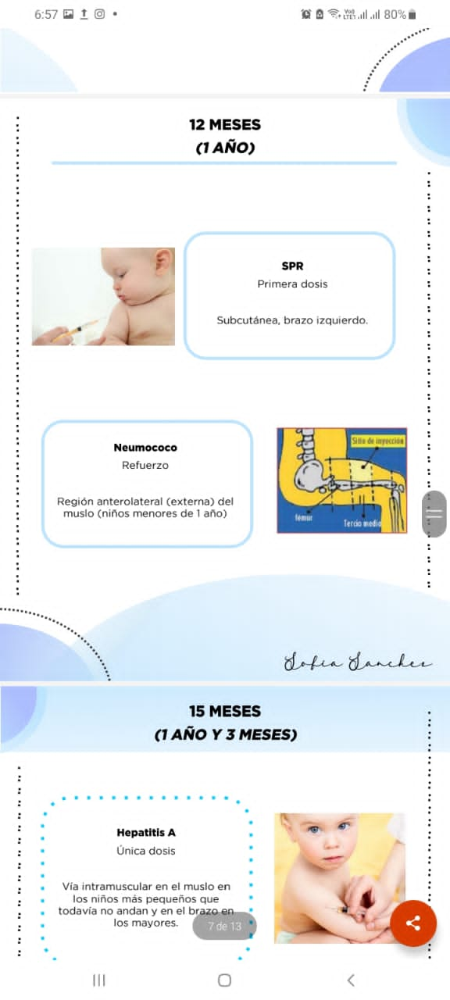 6:57
80%
12 MESES
(1 AÑO)
SPR
Primera dosis
Subcutánea, brazo izquierdo.
Neumococo
Refuerzo
Región anterolateral (externa) del
muslo (niños menores de 1 año)
Sitio de inyección
fémur
Tercio medio
Sofia Sanchez
15 MESES
(1 AÑO Y 3 MESES)
Hepatitis A
Única dosis
Vía intramuscular en el muslo en
los niños más pequeños que
todavía no andan y en el brazo en
los mayores.
7 de 13